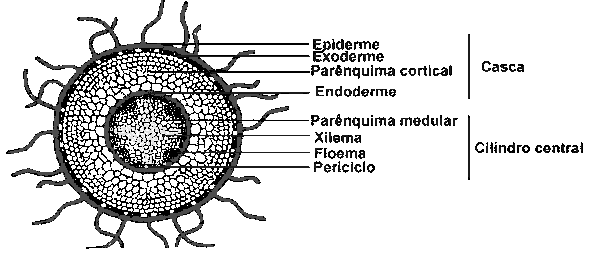 Epiderme
Exoderme
Parênquima cortical
Endoderme
Casca
Parênquima medular
Xilema
Floema
Periciclo
Cilindro central